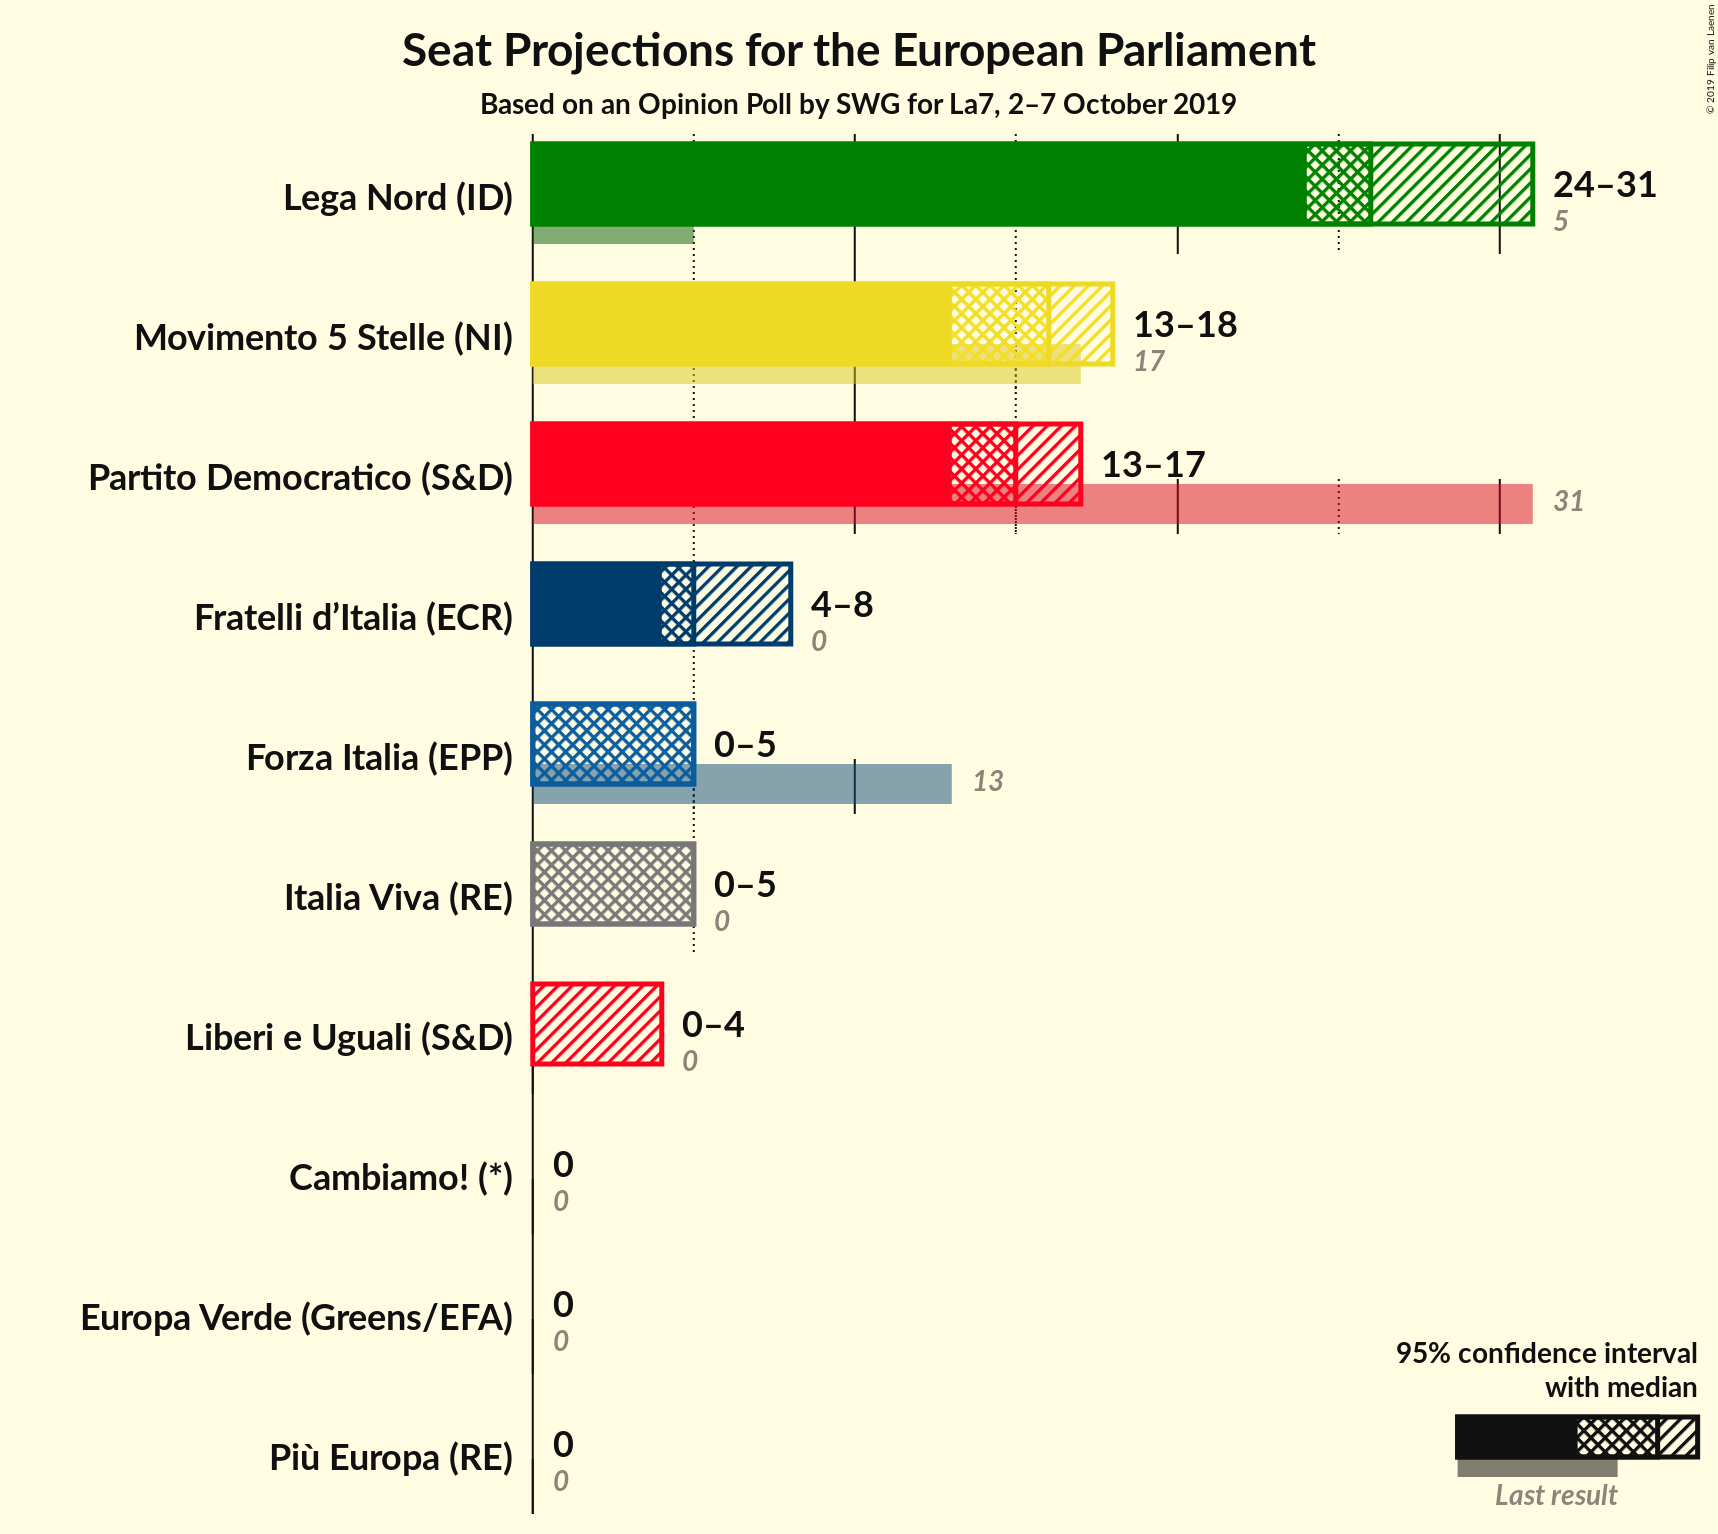 Seat Projections for the European Parliament
Based on an Opinion Poll by SWG for La7, 2–7 October 2019
© 2019 Filip van Laenen
Lega Nord (ID)
24–31
5
Movimento 5 Stelle (NI)
13–18
17
Partito Democratico (S&D)
13–17
31
Fratelli d’Italia (ECR)
4–8
0
Forza Italia (EPP)
0–5
13
Italia Viva (RE)
0–5
0
Liberi e Uguali (S&D)
0–4
0
Cambiamo! (*)
0
0
Europa Verde (Greens/EFA)
0
0
Più Europa (RE)
0
0
95% confidence interval
with median
Last result